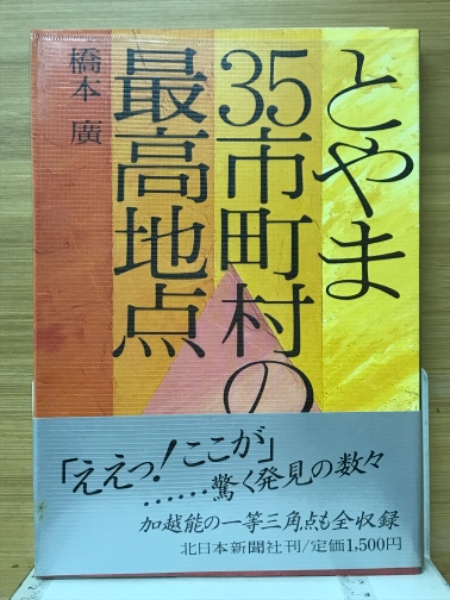 とやま
35市町村の
最高地点
橋本 廣
「ええっ!ここが」
……驚く発見の数々
加越能の一等三角点も全収録
北日本新聞社刊/定価1,500円